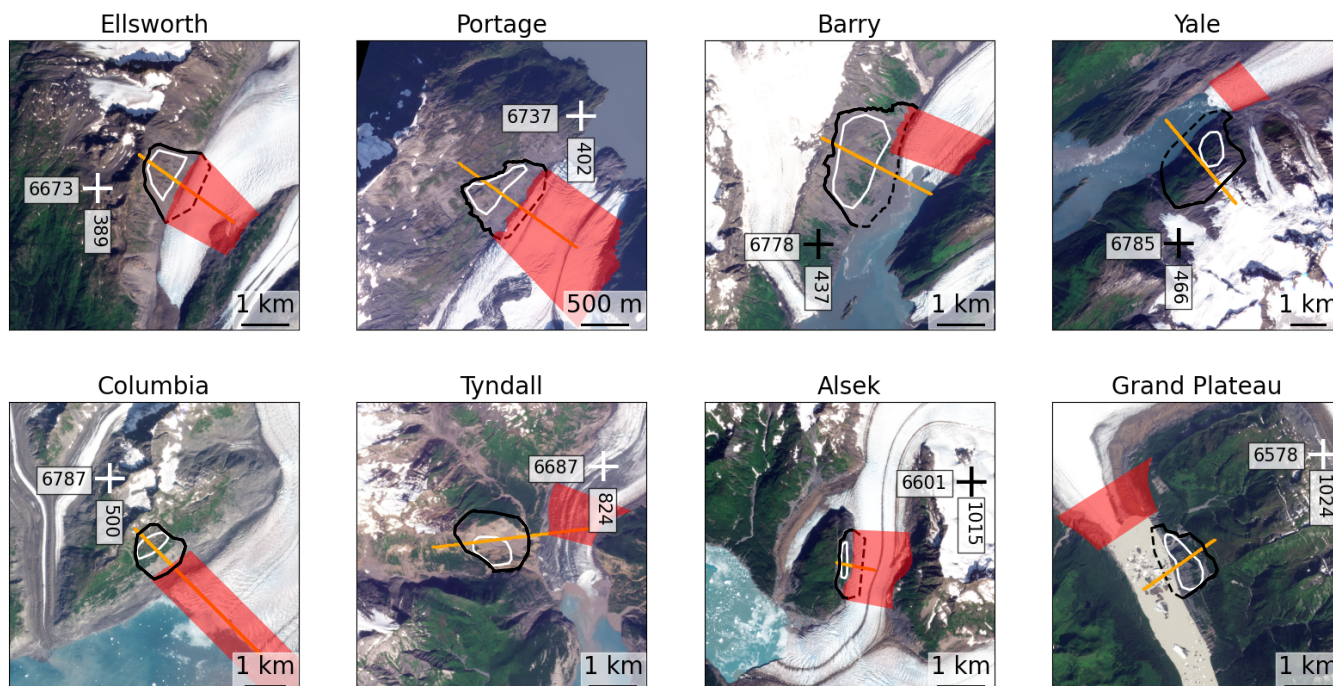 Ellsworth
Portage
Barry
Yale
6673
389
1 km
6737
402
500 m
6778
437
1 km
6785
466
1 km
Columbia
Tyndall
Alsek
Grand Plateau
6787
500
1 km
6687
824
1 km
6601
1015
1 km
6578
1024
1 km